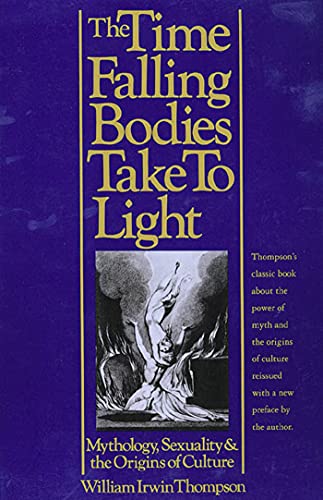 The Time
Falling
Bodies
Take To
Light
Thompson's
classic book
about the
power of
myth and
the origins
of culture
reissued
with a new
preface by
the author.
Mythology, Sexuality &
the Origins of Culture
William Irwin Thompson